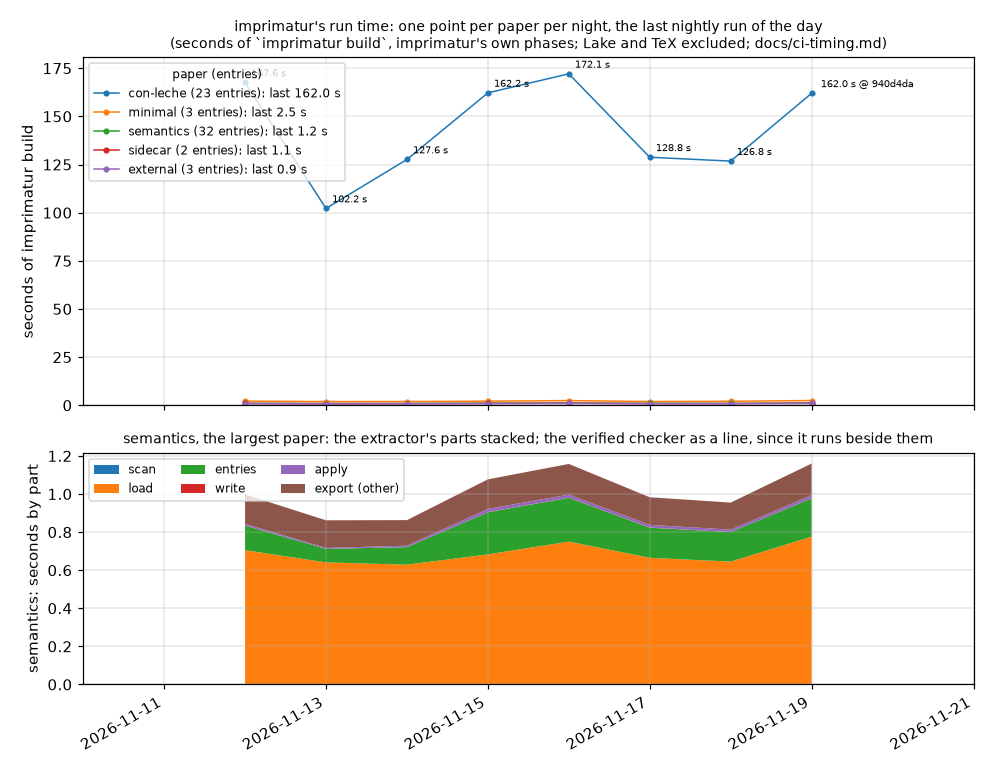 imprimatur's run time: one point per paper per night, the last nightly run of the day
(seconds of `imprimatur build`, imprimatur's own phases; Lake and TeX excluded; docs/ci-timing.md)
seconds of imprimatur build
175
150
125
100
75
50
25
0
paper (entries)
con-leche (23 entries): last 162.0 s
minimal (3 entries): last 2.5 s
semantics (32 entries): last 1.2 s
sidecar (2 entries): last 1.1 s
external (3 entries): last 0.9 s
102.2 s
127.6 s
162.2 s
172.1 s
128.8 s
126.8 s
162.0 s @ 940d4da
semantics, the largest paper: the extractor's parts stacked; the verified checker as a line, since it runs beside them
semantics: seconds by part
1.2
1.0
0.8
0.6
0.4
0.2
0.0
scan
load
entries
write
apply
export (other)
2026-11-11
2026-11-13
2026-11-15
2026-11-17
2026-11-19
2026-11-21